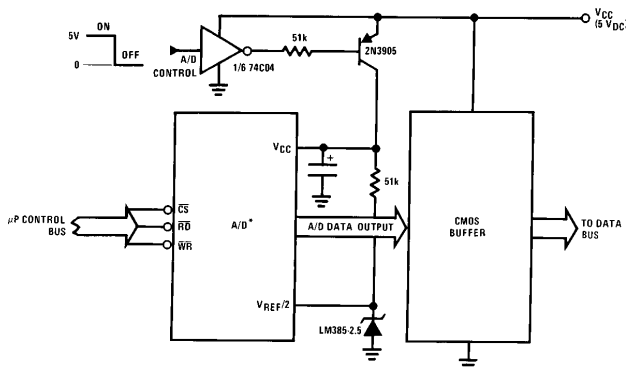 ON
5V
OFF
0
A/D
CONTROL
1/6 74C04
51k
2N3905
VCC
(5 VDC)
VCC
+
51k
μP CONTROL
BUS
CS
RD
WR
A/D*
A/D DATA OUTPUT
CMOS
BUFFER
TO DATA
BUS
VREF/2
LM385-2.5